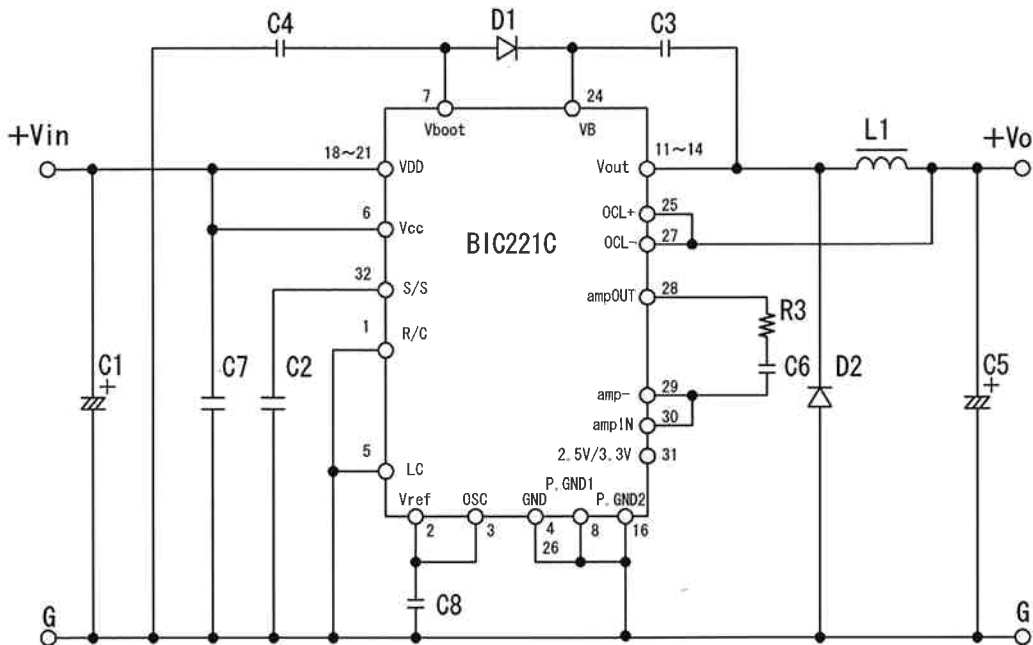 C4
D1
C3
7
24
Vboot
VB
+Vin
L1
+Vo
18~21
VDD
Vout
11~14
6
Vcc
OCL+
25
BIC221C
OCL-
27
32
S/S
ampOUT
28
1
R/C
R3
C1
+
C7
C2
C6
D2
C5
+
amp-
29
ampIN
30
5
LC
2.5V/3.3V
31
P.GND1
Vref
OSC
GND
P.GND2
2
3
4
8
16
26
C8
G
G